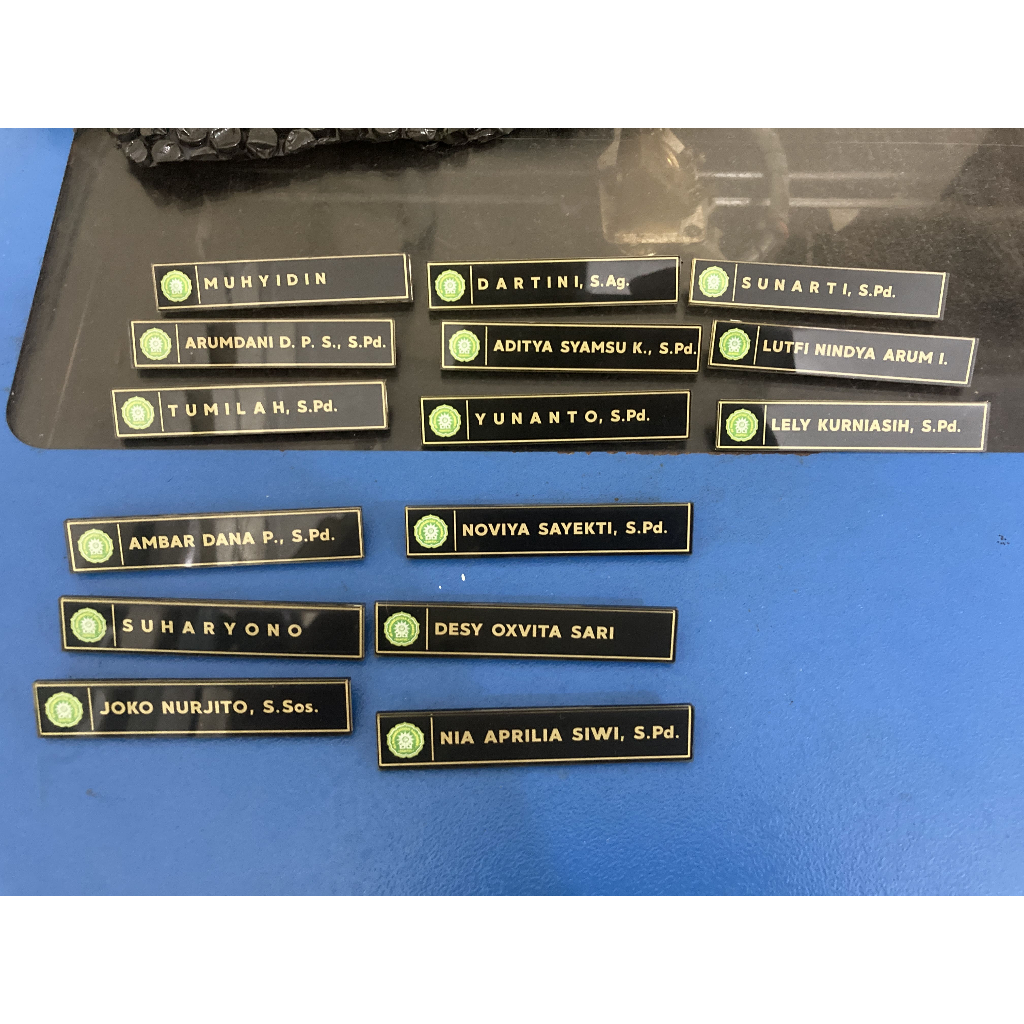 MUHYIDIN
DARTINI, S.Ag.
SUNARTI, S.Pd.
ARUMDANI D. P. S., S.Pd.
ADITYA SYAMSU K., S.Pd.
LUTFI NINDYA ARUM I.
TUMILAH, S.Pd.
YUNANTO, S.Pd.
LELY KURNIASIH, S.Pd.
AMBAR DANA P., S.Pd.
NOVIYA SAYEKTI, S.Pd.
SUHARYONO
DESY OXVITA SARI
JOKO NURJITO, S.Sos.
NIA APRILIA SIWI, S.Pd.